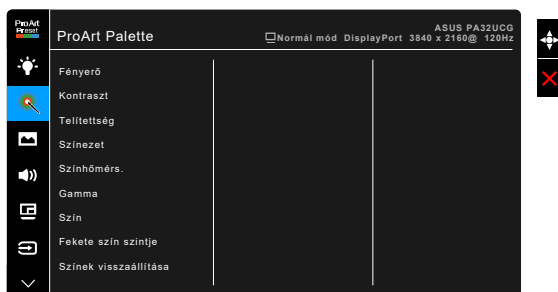 ProArt
Preset
ProArt Palette
ASUS PA32UCG
Normál mód DisplayPort 3840 x 2160@ 120Hz
Fényerő
Kontraszt
Telítettség
Színezet
Színhőmérs.
Gamma
Szín
Fekete szín szintje
Színek visszaállítása